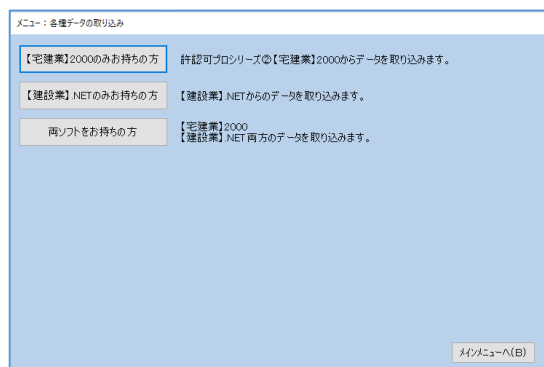 メニュー：各種データの取り込み
【宅建業】2000のみお持ちの方
許認可プロシリーズ②【宅建業】2000からデータを取り込みます。
【建設業】.NETのみお持ちの方
【建設業】.NETからのデータを取り込みます。
両ソフトをお持ちの方
【宅建業】2000
【建設業】.NET両方のデータを取り込みます。
メインメニューへ(B)